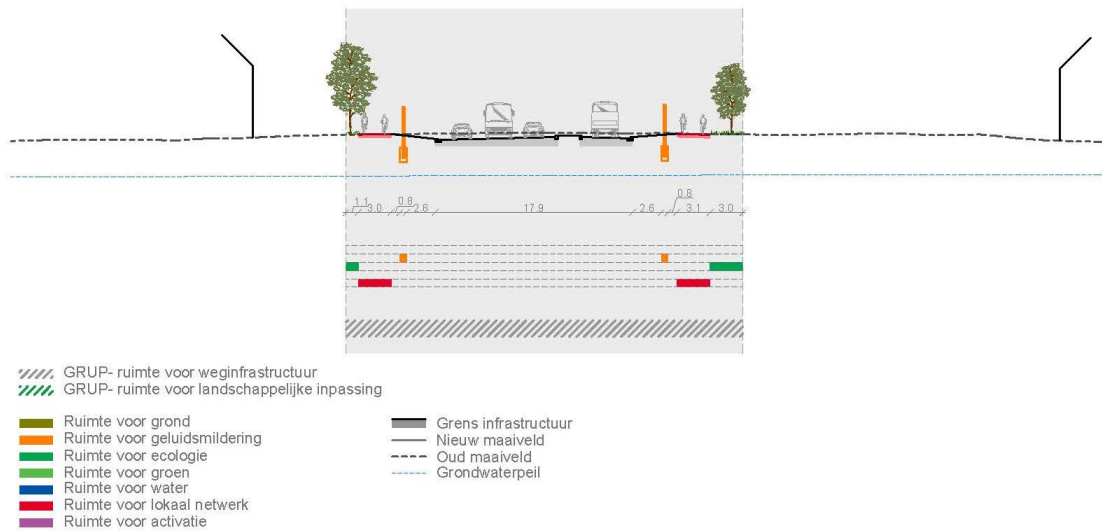 0.8
1.1 0.8
3.0 2.6 17.9 2.6 3.1 3.0
GRUP- ruimte voor weginfrastructuur
GRUP- ruimte voor landschappelijke inpassing
Ruimte voor grond
Ruimte voor geluidsmildering
Ruimte voor ecologie
Ruimte voor groen
Ruimte voor water
Ruimte voor lokaal netwerk
Ruimte voor activatie
Grens infrastructuur
Nieuw maaiveld
Oud maaiveld
Grondwaterpeil